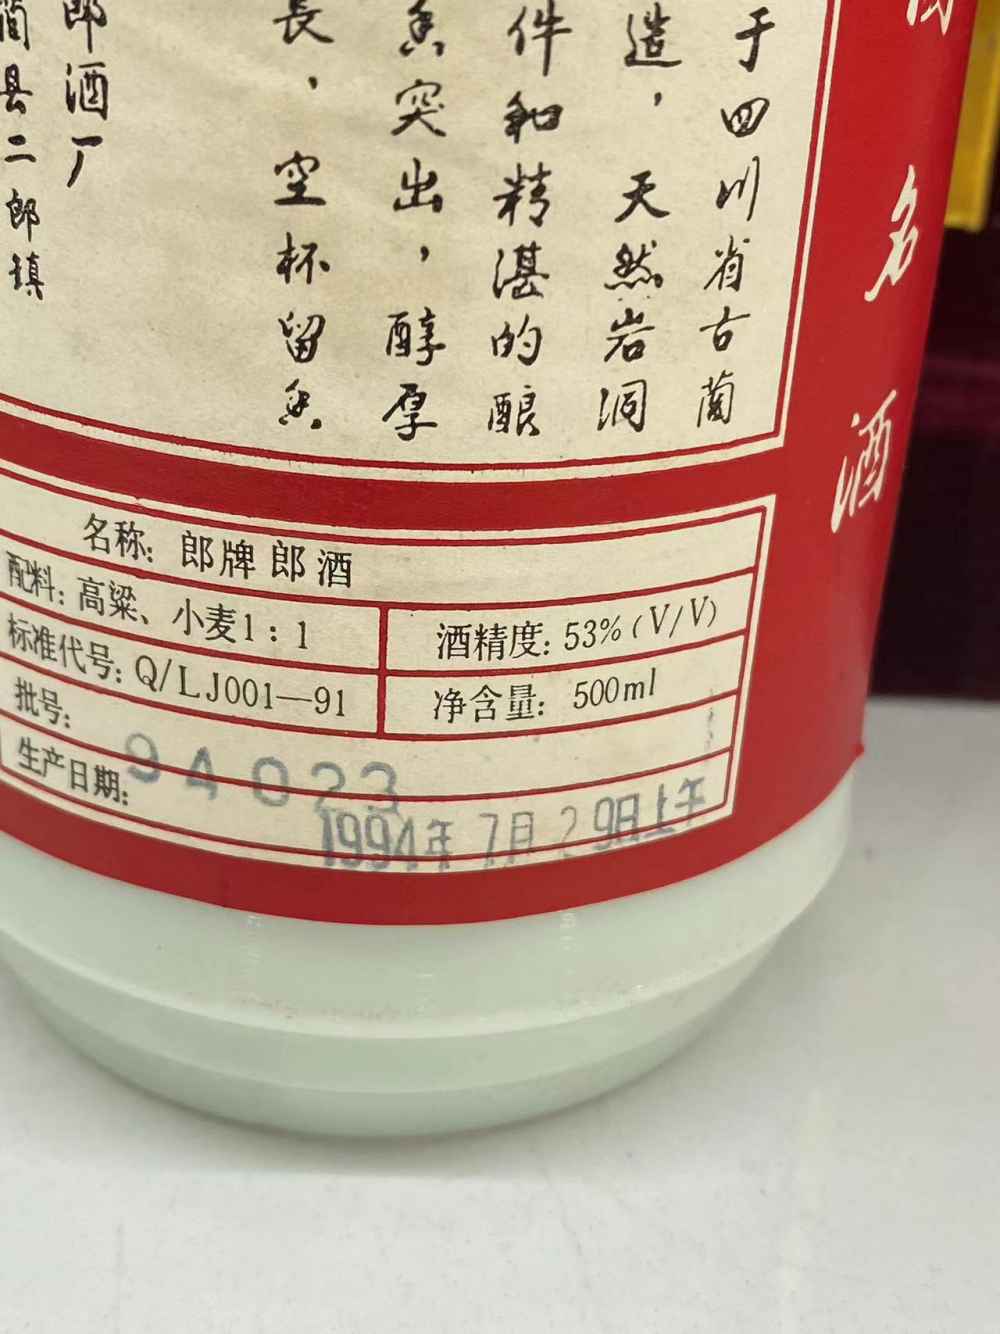 于四川省古蔺
造，天然岩洞
件和精湛的酿
香突出，醇厚
長，空杯留香
郎酒厂
蔺县二郎镇
名酒
名称：郎牌郎酒
配料：高粱、小麦1：1
酒精度：53%（V/V）
标准代号：Q/LJ001—91
净含量：500ml
批号：
94023
生产日期：
1994年7月29日上午